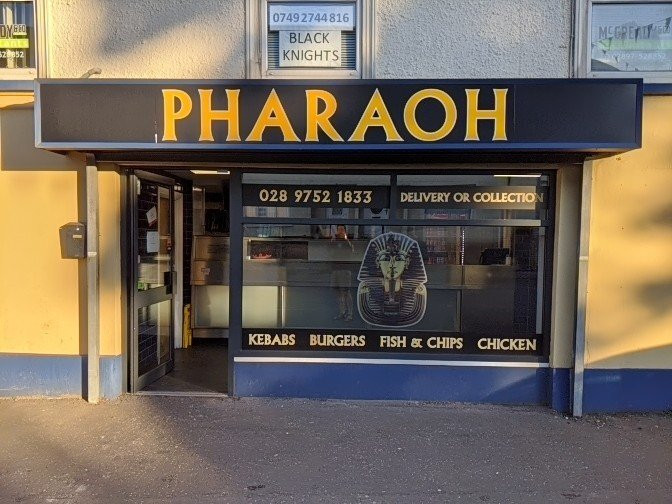 07492744816
BLACK
KNIGHTS
PHARAOH
028 9752 1833
DELIVERY OR COLLECTION
KEBABS BURGERS FISH & CHIPS CHICKEN